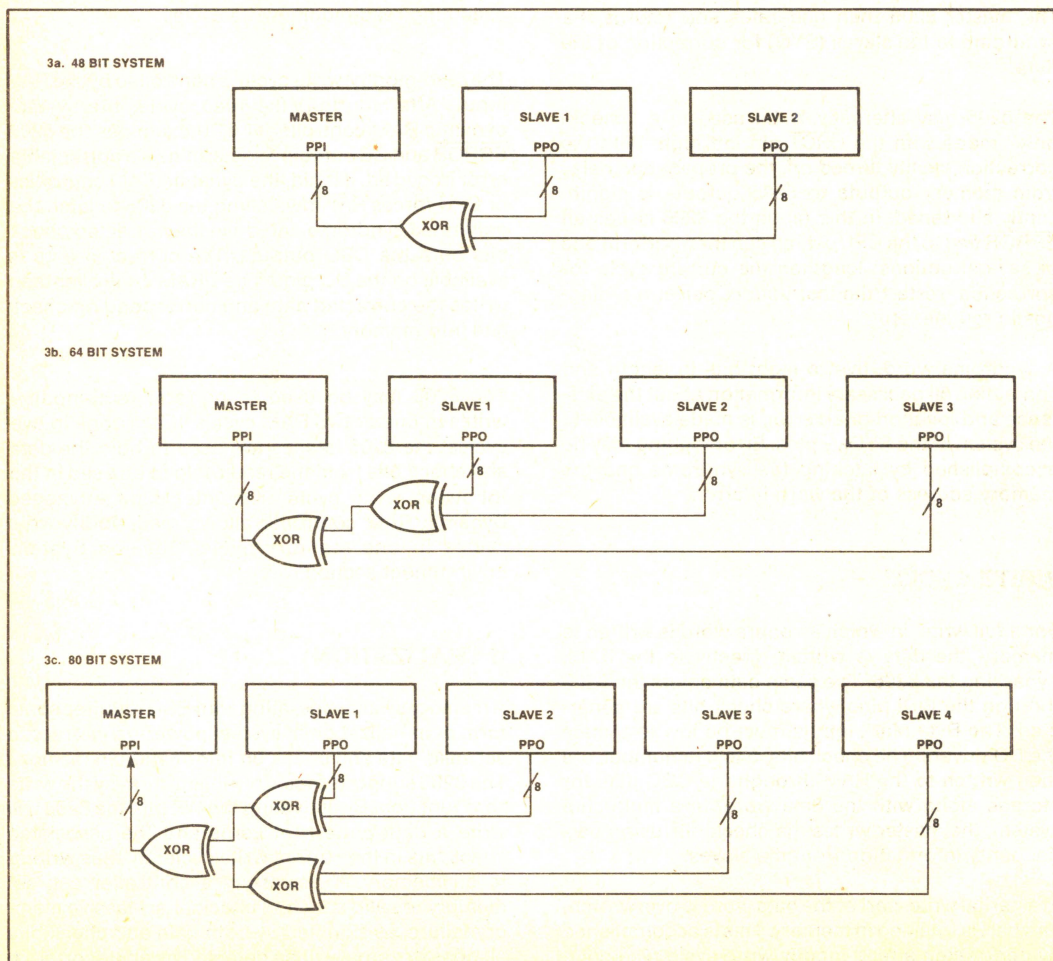 3a. 48 BIT SYSTEM
MASTER SLAVE 1 SLAVE 2
PPI PPO PPO
8 8 8
XOR
3b. 64 BIT SYSTEM
MASTER SLAVE 1 SLAVE 2 SLAVE 3
PPI PPO PPO PPO
8 8 8 8
XOR
XOR
3c. 80 BIT SYSTEM
MASTER SLAVE 1 SLAVE 2 SLAVE 3 SLAVE 4
PPI PPO PPO PPO PPO
8 8 8 8 8
XOR
XOR
XOR